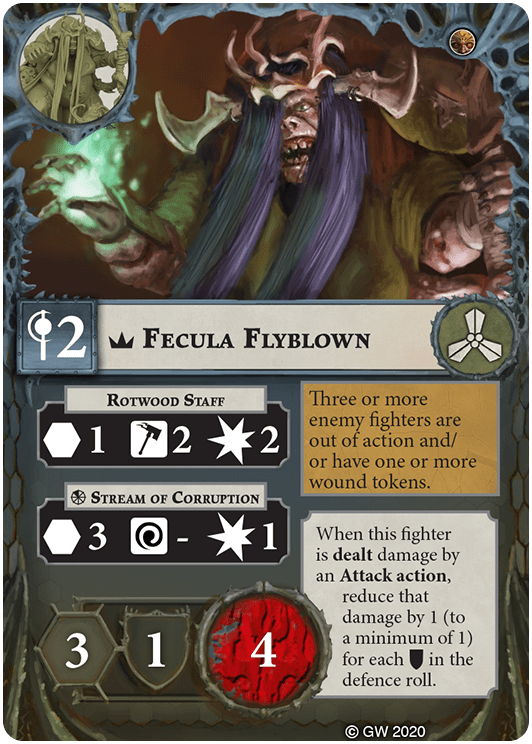 2
Fecula Flyblown
Rotwood Staff
1 2 2
Stream of Corruption
3 - 1
3 1 4
Three or more
enemy fighters are
out of action and/
or have one or more
wound tokens.
When this fighter
is dealt damage by
an Attack action,
reduce that
damage by 1 (to
a minimum of 1)
for each in the
defence roll.
© GW 2020